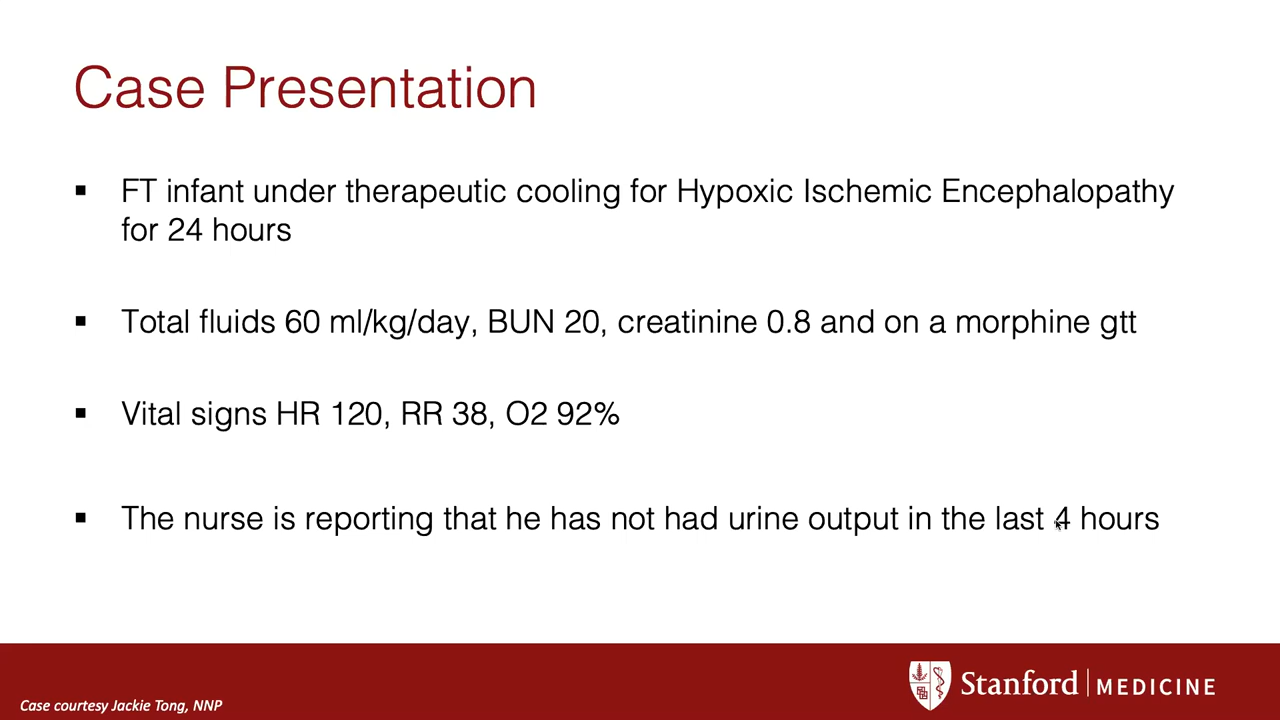 Case Presentation
▪ FT infant under therapeutic cooling for Hypoxic Ischemic Encephalopathy
for 24 hours
▪ Total fluids 60 ml/kg/day, BUN 20, creatinine 0.8 and on a morphine gtt
▪ Vital signs HR 120, RR 38, O2 92%
▪ The nurse is reporting that he has not had urine output in the last 4 hours
Case courtesy Jackie Tong, NNP
Stanford MEDICINE